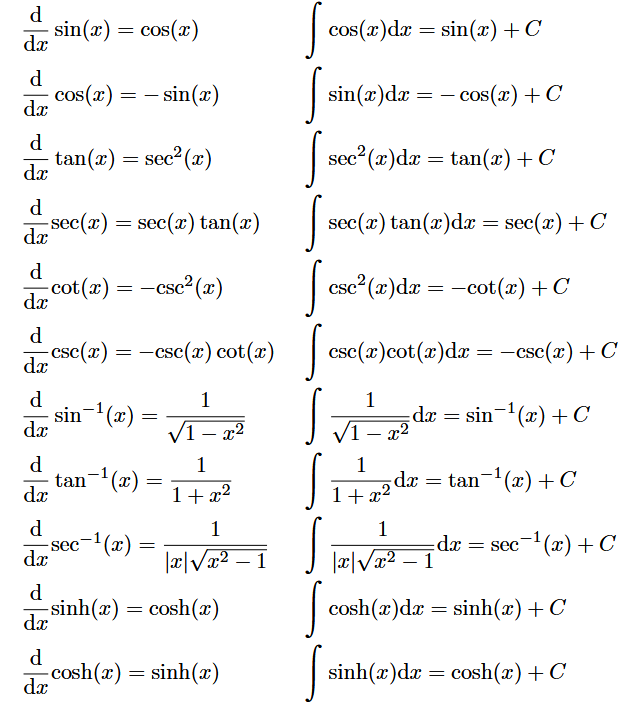 d/dx sin(x) = cos(x)    ∫ cos(x)dx = sin(x) + C
d/dx cos(x) = − sin(x)    ∫ sin(x)dx = − cos(x) + C
d/dx tan(x) = sec²(x)    ∫ sec²(x)dx = tan(x) + C
d/dx sec(x) = sec(x) tan(x)    ∫ sec(x) tan(x)dx = sec(x) + C
d/dx cot(x) = −csc²(x)    ∫ csc²(x)dx = −cot(x) + C
d/dx csc(x) = −csc(x) cot(x)    ∫ csc(x)cot(x)dx = −csc(x) + C
d/dx sin⁻¹(x) = 1/√(1 − x²)    ∫ 1/√(1 − x²) dx = sin⁻¹(x) + C
d/dx tan⁻¹(x) = 1/(1 + x²)    ∫ 1/(1 + x²) dx = tan⁻¹(x) + C
d/dx sec⁻¹(x) = 1/(|x|√(x² − 1))    ∫ 1/(|x|√(x² − 1)) dx = sec⁻¹(x) + C
d/dx sinh(x) = cosh(x)    ∫ cosh(x)dx = sinh(x) + C
d/dx cosh(x) = sinh(x)    ∫ sinh(x)dx = cosh(x) + C